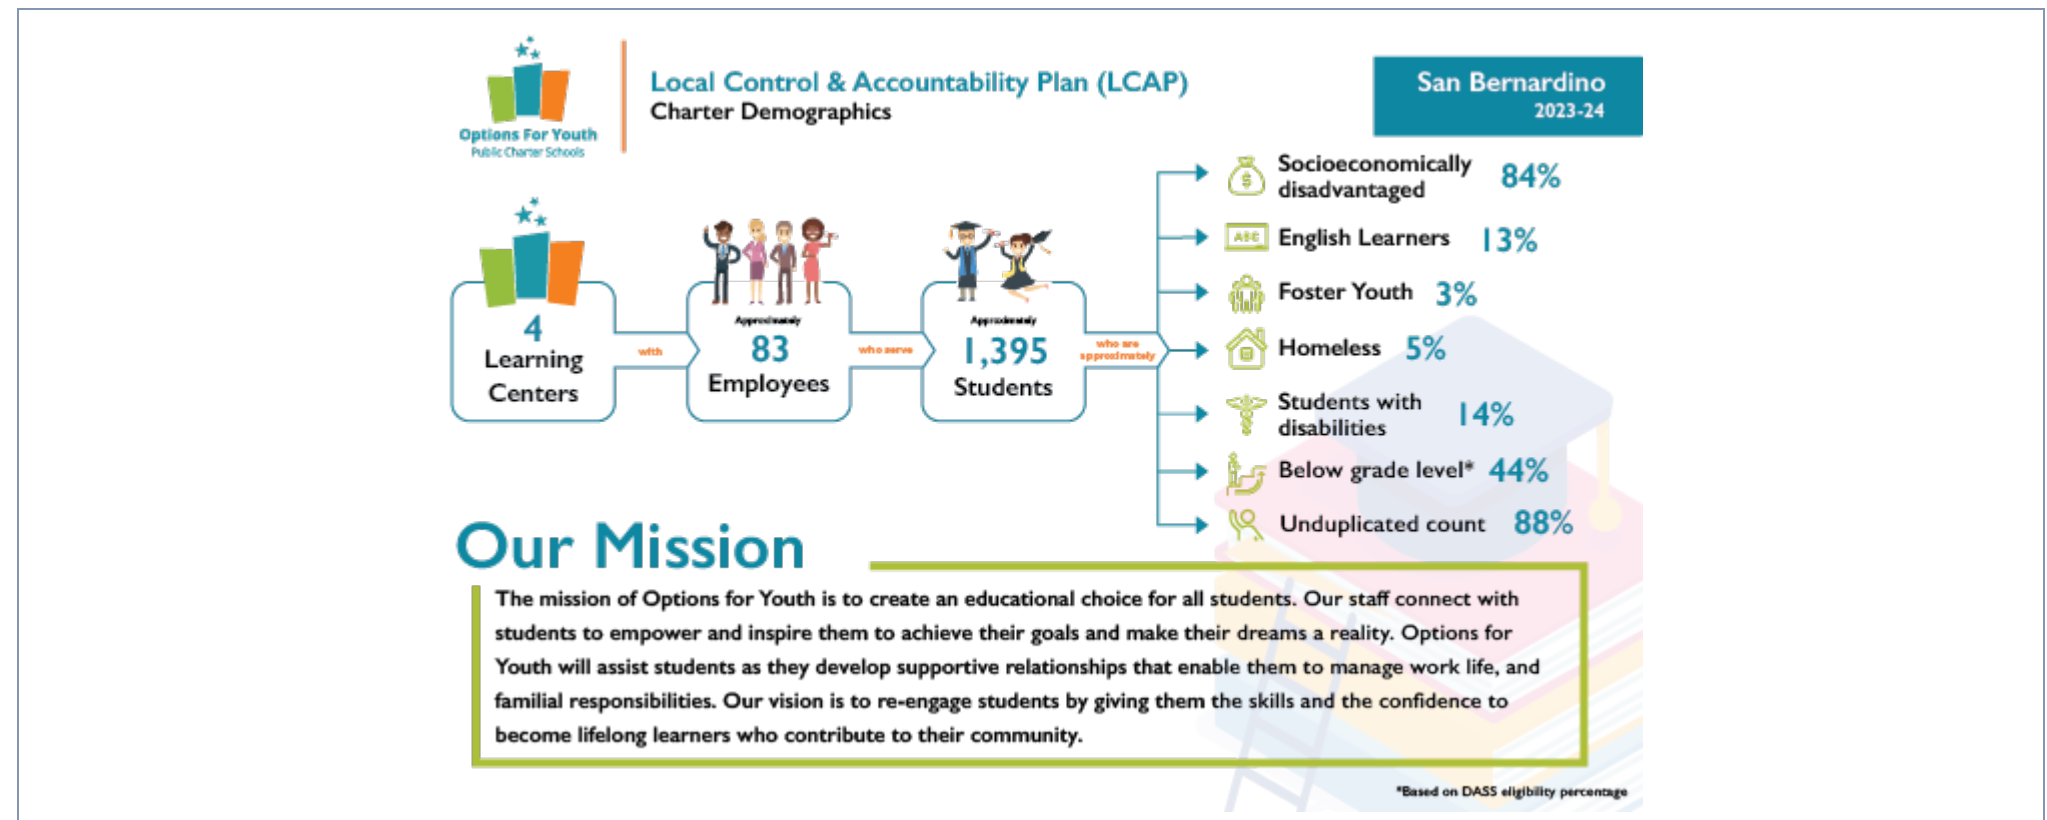 Options For Youth
Public Charter Schools
Local Control & Accountability Plan (LCAP)
Charter Demographics
San Bernardino
2023-24
4
Learning
Centers
with
Approximately
83
Employees
who serve
Approximately
1,395
Students
who are
approximately
$
Socioeconomically
disadvantaged
84%
ABC
English Learners
13%
Foster Youth
3%
Homeless
5%
Students with
disabilities
14%
Below grade level*
44%
Unduplicated count
88%
Our Mission
The mission of Options for Youth is to create an educational choice for all students. Our staff connect with
students to empower and inspire them to achieve their goals and make their dreams a reality. Options for
Youth will assist students as they develop supportive relationships that enable them to manage work life, and
familial responsibilities. Our vision is to re-engage students by giving them the skills and the confidence to
become lifelong learners who contribute to their community.
*Based on DASS eligibility percentage